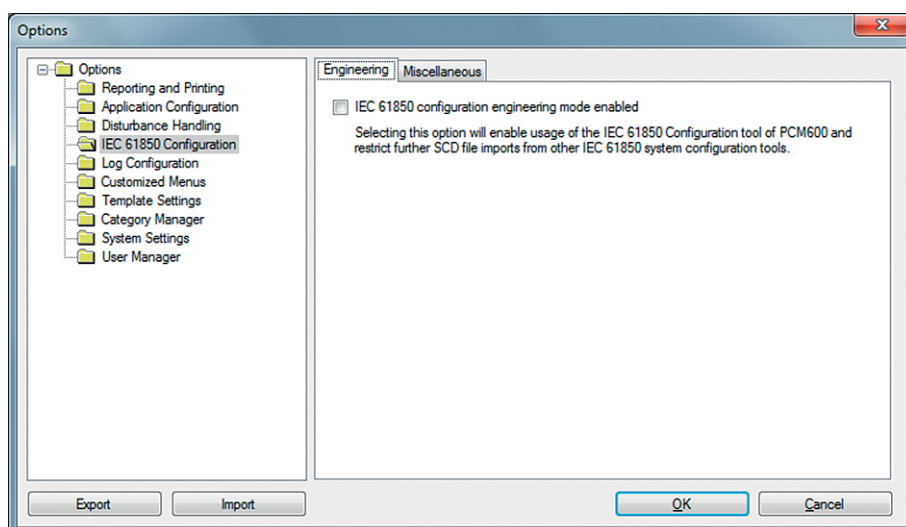 Options
Options
Reporting and Printing
Application Configuration
Disturbance Handling
IEC 61850 Configuration
Log Configuration
Customized Menus
Template Settings
Category Manager
System Settings
User Manager
Engineering
Miscellaneous
IEC 61850 configuration engineering mode enabled
Selecting this option will enable usage of the IEC 61850 Configuration tool of PCM600 and
restrict further SCD file imports from other IEC 61850 system configuration tools.
Export
Import
OK
Cancel